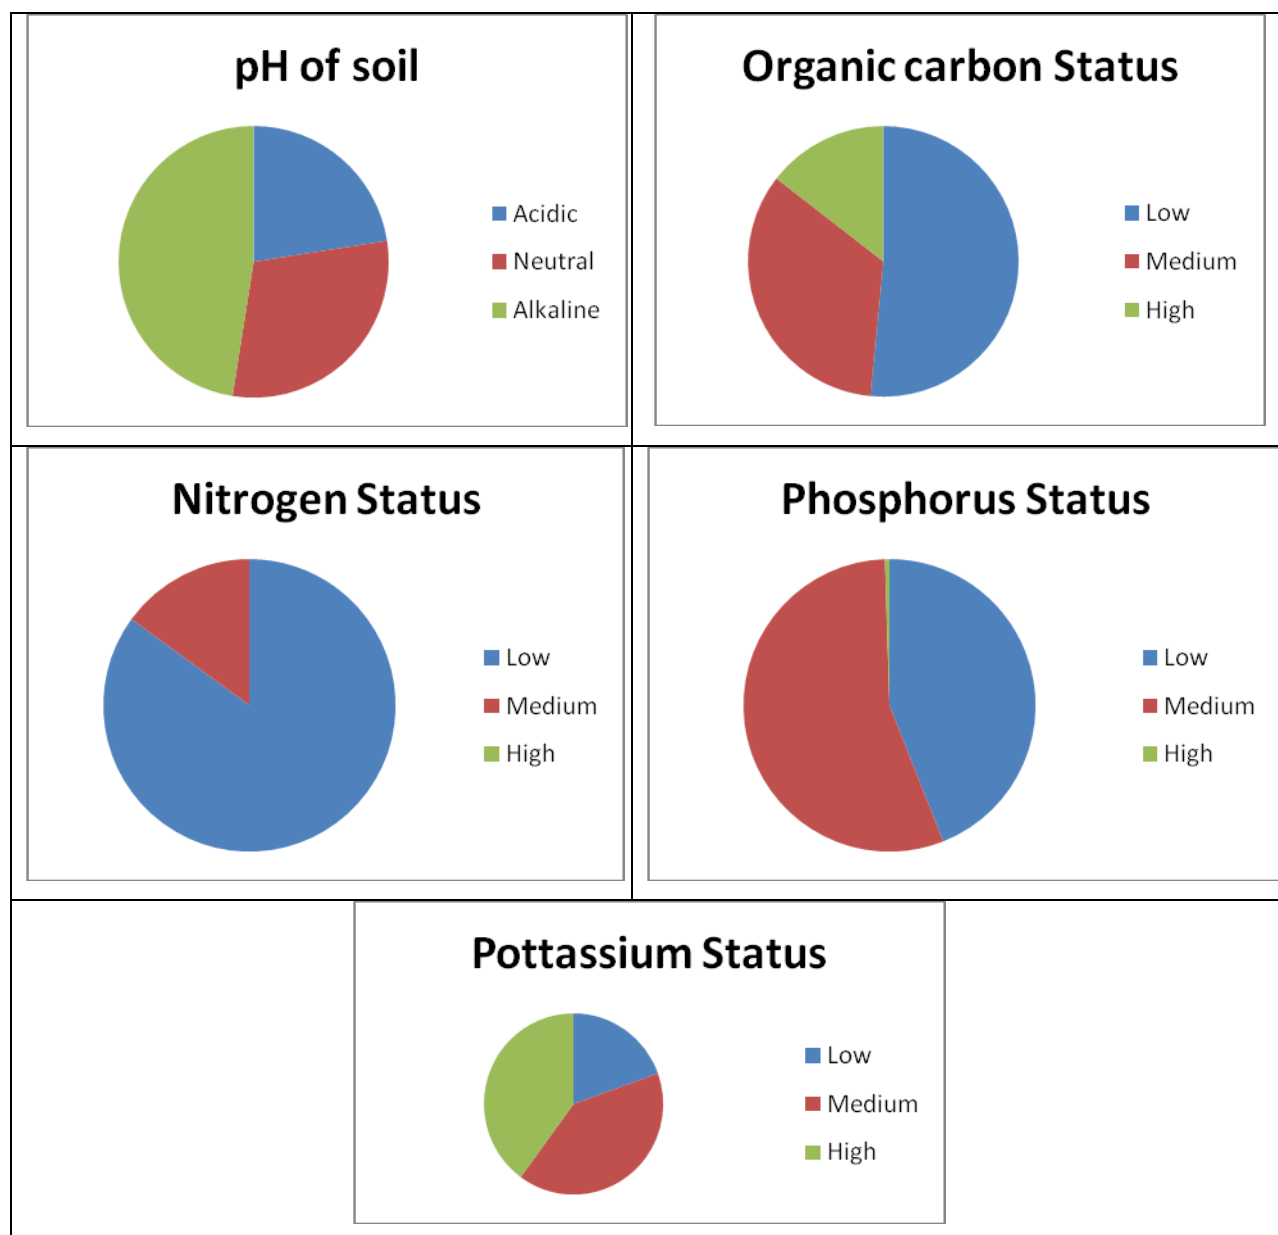 pH of soil
Acidic
Neutral
Alkaline
Organic carbon Status
Low
Medium
High
Nitrogen Status
Low
Medium
High
Phosphorus Status
Low
Medium
High
Pottassium Status
Low
Medium
High